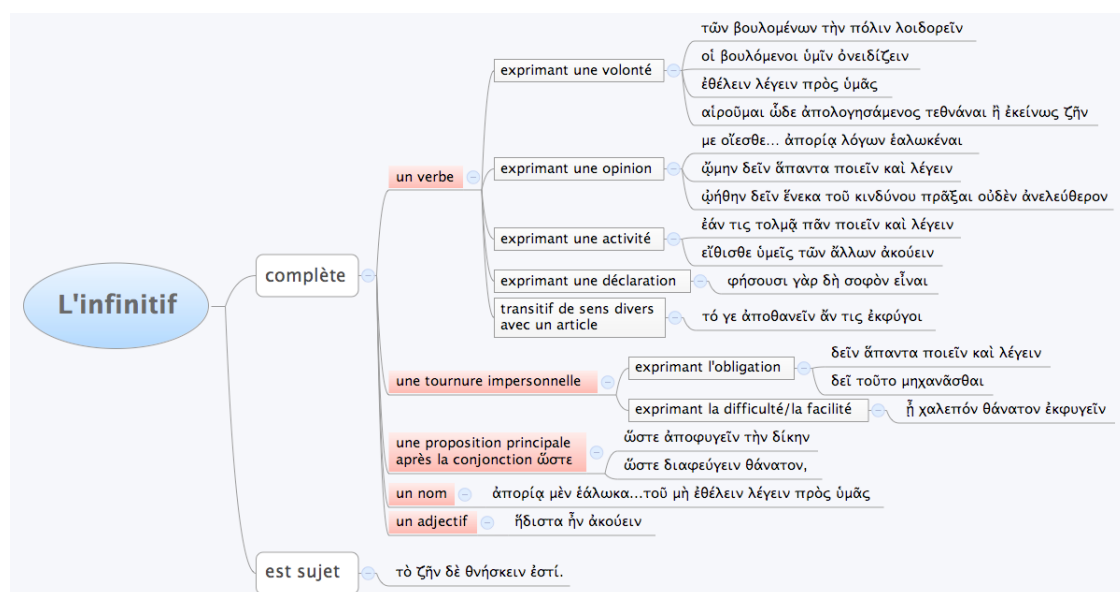 L'infinitif
complète
un verbe
exprimant une volonté
τῶν βουλομένων τὴν πόλιν λοιδορεῖν
οἱ βουλόμενοι ὑμῖν ὀνειδίζειν
ἐθέλειν λέγειν πρὸς ὑμᾶς
αἱροῦμαι ὧδε ἀπολογησάμενος τεθνάναι ἢ ἐκείνως ζῆν
exprimant une opinion
με οἴεσθε... ἀπορίᾳ λόγων ἑαλωκέναι
ᾤμην δεῖν ἅπαντα ποιεῖν καὶ λέγειν
ᾠήθην δεῖν ἕνεκα τοῦ κινδύνου πρᾶξαι οὐδὲν ἀνελεύθερον
exprimant une activité
ἐάν τις τολμᾷ πᾶν ποιεῖν καὶ λέγειν
εἴθισθε ὑμεῖς τῶν ἄλλων ἀκούειν
exprimant une déclaration
φήσουσι γὰρ δὴ σοφὸν εἶναι
transitif de sens divers
avec un article
τό γε ἀποθανεῖν ἄν τις ἐκφύγοι
une tournure impersonnelle
exprimant l'obligation
δεῖν ἅπαντα ποιεῖν καὶ λέγειν
δεῖ τοῦτο μηχανᾶσθαι
exprimant la difficulté/la facilité
ᾖ χαλεπόν θάνατον ἐκφυγεῖν
une proposition principale
après la conjonction ὥστε
ὥστε ἀποφυγεῖν τὴν δίκην
ὥστε διαφεύγειν θάνατον,
un nom
ἀπορίᾳ μὲν ἑάλωκα...τοῦ μὴ ἐθέλειν λέγειν πρὸς ὑμᾶς
un adjectif
ἥδιστα ἦν ἀκούειν
est sujet
τὸ ζῆν δὲ θνήσκειν ἐστί.